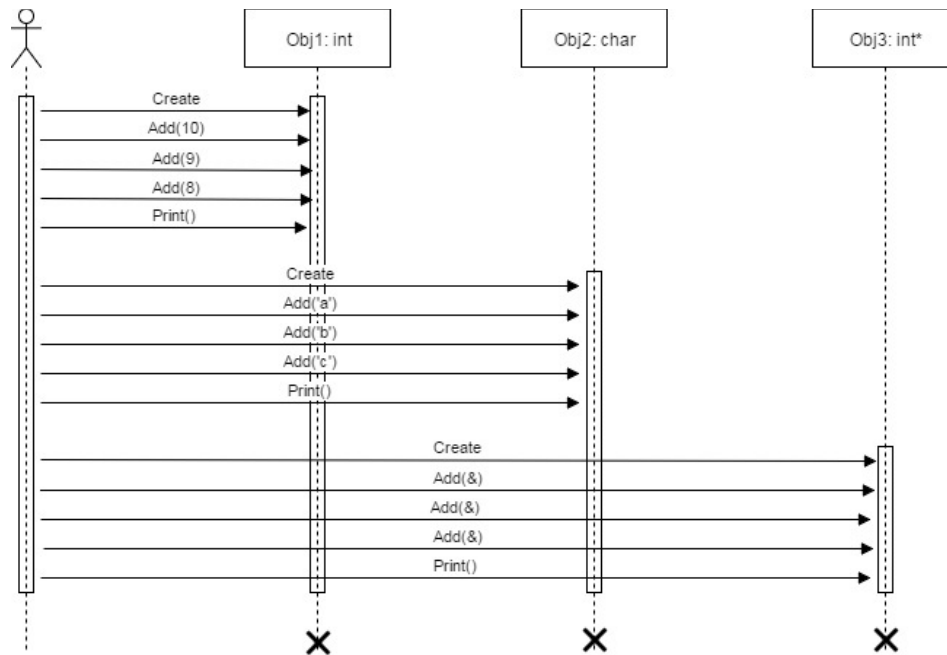 Obj1: int
Obj2: char
Obj3: int*
Create
Add(10)
Add(9)
Add(8)
Print()
Create
Add('a')
Add('b')
Add('c')
Print()
Create
Add(&)
Add(&)
Add(&)
Print()